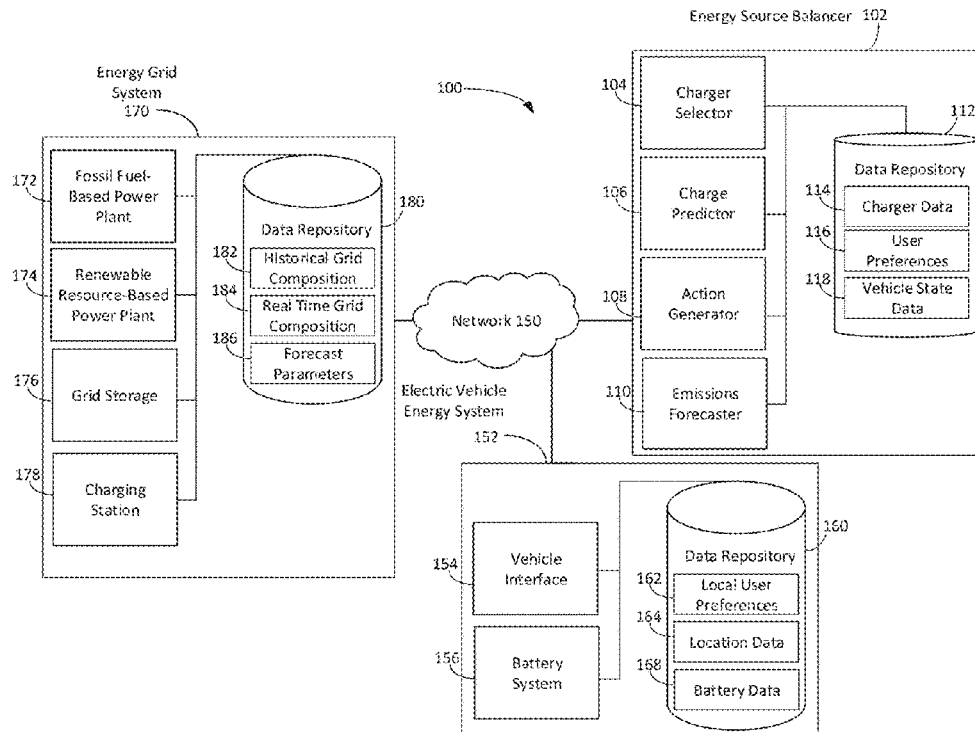 Energy Source Balancer 102
Energy Grid
System
170
100
104
Charger
Selector
112
Data Repository
114
Charger Data
116
User
Preferences
118
Vehicle State
Data
106
Charge
Predictor
108
Action
Generator
110
Emissions
Forecaster
172
Fossil Fuel-
Based Power
Plant
174
Renewable
Resource-Based
Power Plant
176
Grid Storage
178
Charging
Station
180
Data Repository
182
Historical Grid
Composition
184
Real Time Grid
Composition
186
Forecast
Parameters
Network 150
Electric Vehicle
Energy System
152
154
Vehicle
Interface
156
Battery
System
160
Data Repository
162
Local User
Preferences
164
Location Data
168
Battery Data